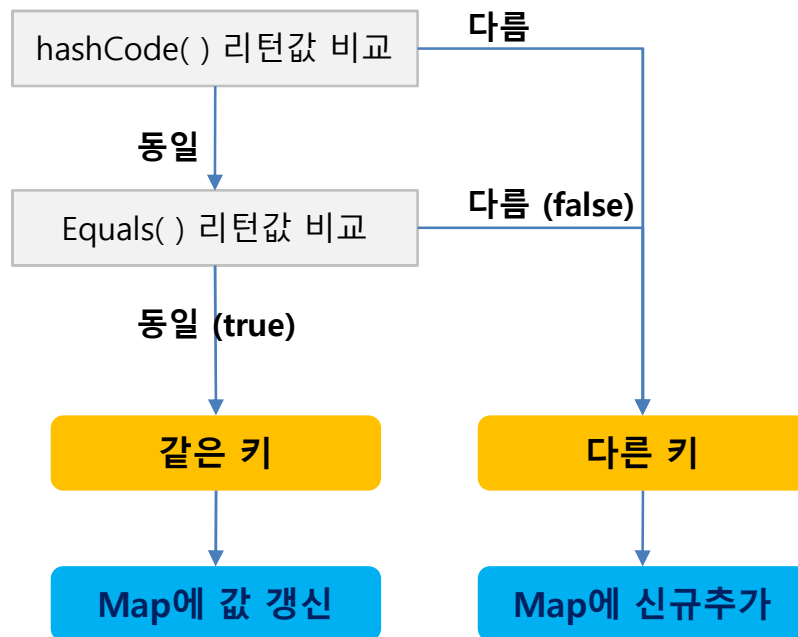 hashCode( ) 리턴값 비교
다름
동일
Equals( ) 리턴값 비교
다름 (false)
동일 (true)
같은 키
다른 키
Map에 값 갱신
Map에 신규추가